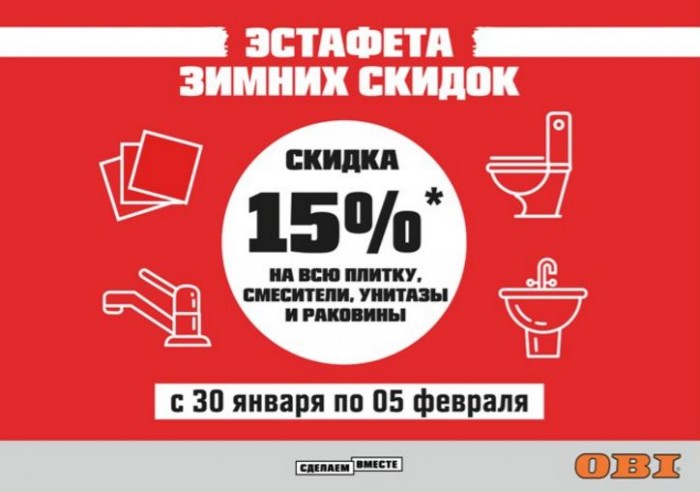 ЭСТАФЕТА
ЗИМНИХ СКИДОК
СКИДКА
15%*
НА ВСЮ ПЛИТКУ,
СМЕСИТЕЛИ, УНИТАЗЫ
И РАКОВИНЫ
с 30 января по 05 февраля
СДЕЛАЕМ ВМЕСТЕ
OBI